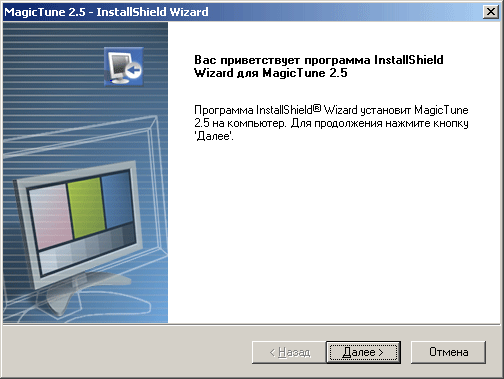 MagicTune 2.5 - InstallShield Wizard
Вас приветствует программа InstallShield
Wizard для MagicTune 2.5
Программа InstallShield® Wizard установит MagicTune
2.5 на компьютер. Для продолжения нажмите кнопку
'Далее'.
< Назад
Далее >
Отмена